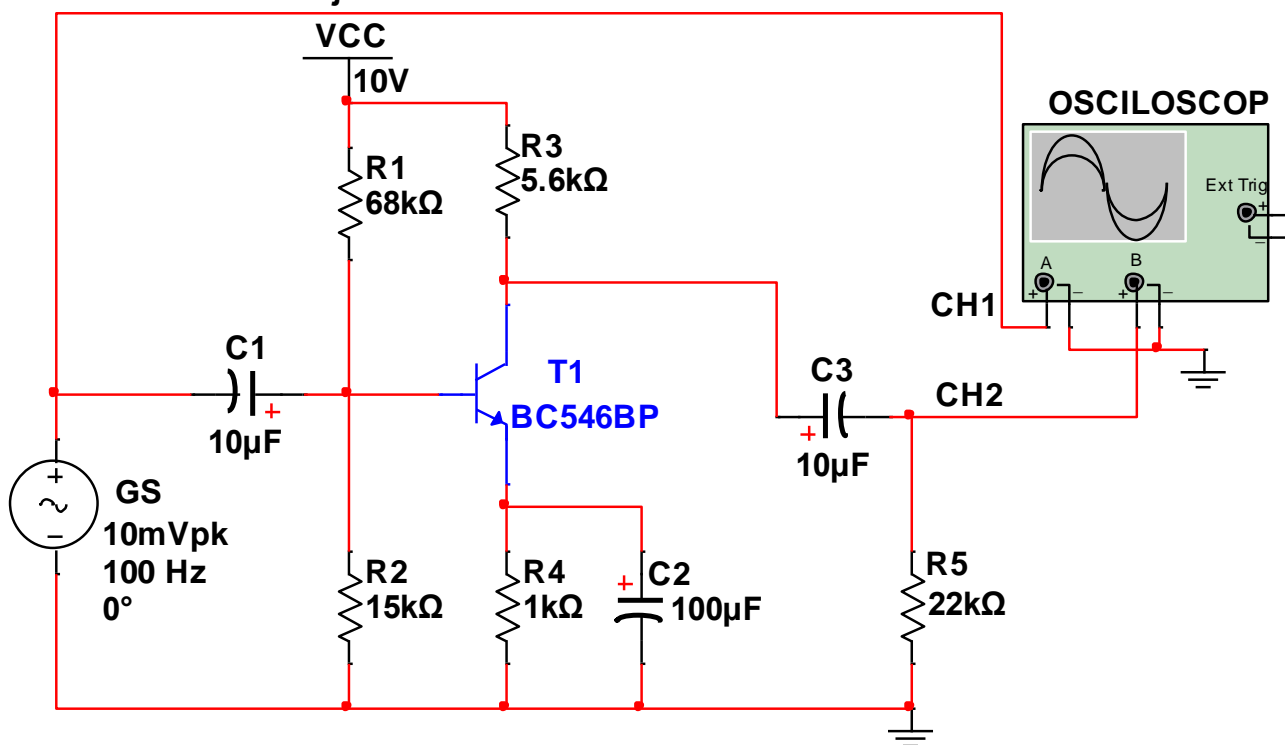 VCC
10V
OSCILOSCOP
R3
5.6kΩ
R1
68kΩ
Ext Trig
+
−
A
B
+ −
+ −
CH1
C1
+
10µF
T1
BC546BP
C3
+
10µF
CH2
+
−
GS
10mVpk
100 Hz
0°
R2
15kΩ
R4
1kΩ
+
C2
100µF
R5
22kΩ